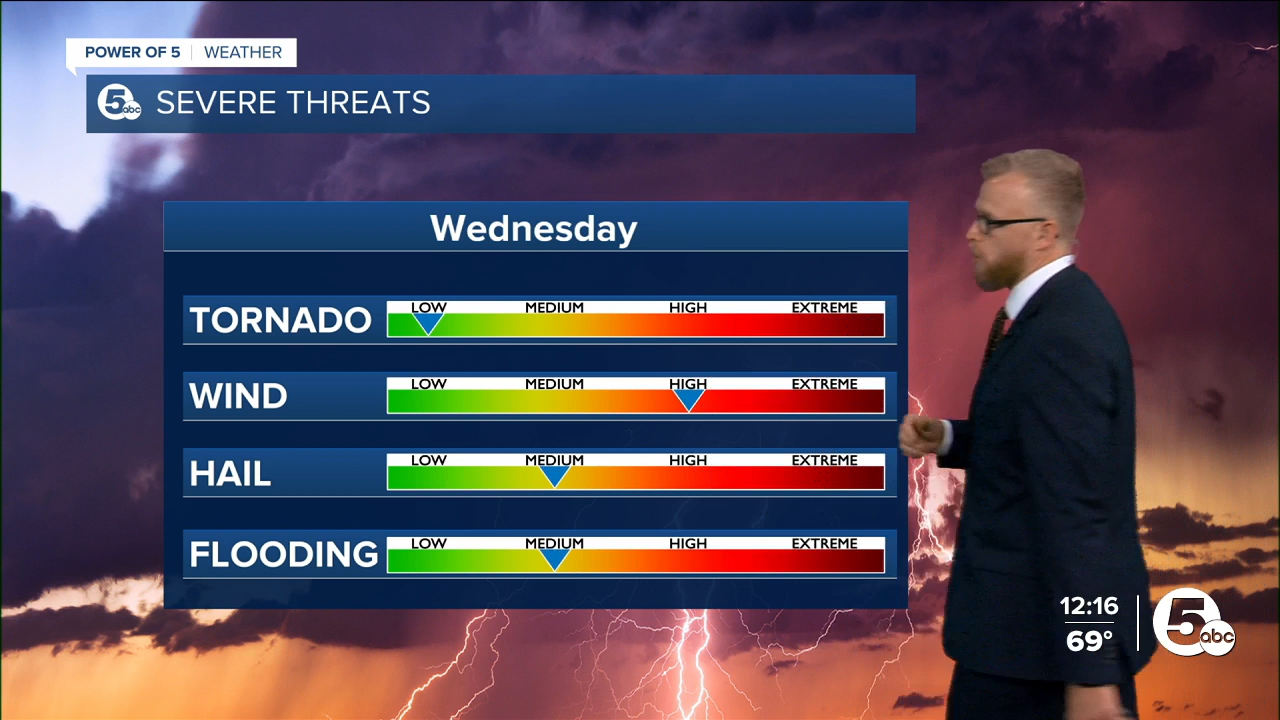 POWER OF 5 | WEATHER
5 abc SEVERE THREATS
Wednesday
TORNADO LOW MEDIUM HIGH EXTREME
WIND LOW MEDIUM HIGH EXTREME
HAIL LOW MEDIUM HIGH EXTREME
FLOODING LOW MEDIUM HIGH EXTREME
12:16
69°
5 abc